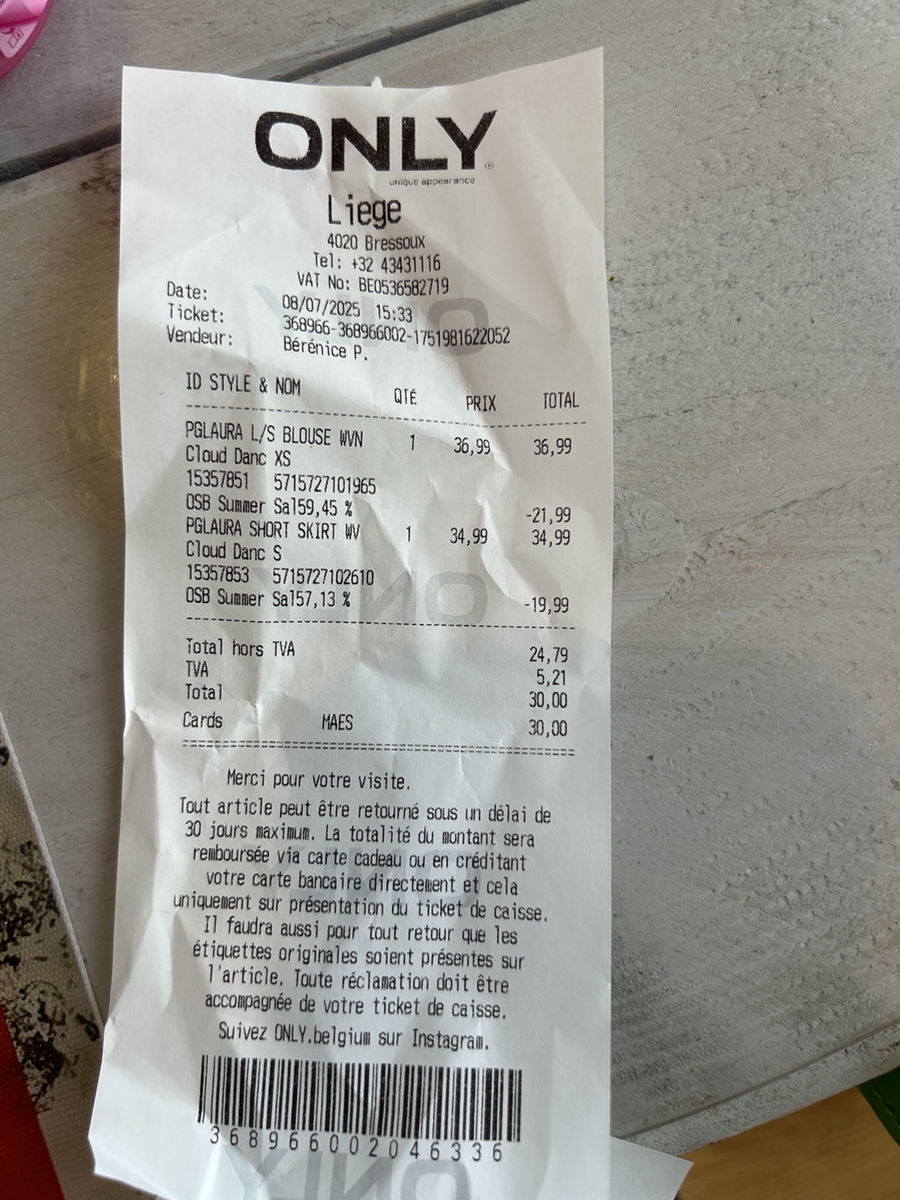 ONLY®
unique appearance
Liege
4020 Bressoux
Tel: +32 43431116
VAT No: BE0536582719
Date: 08/07/2025 15:33
Ticket: 368966-368966002-1751981622052
Vendeur: Bérénice P.
ID STYLE & NOM QTÉ PRIX TOTAL
PGLAURA L/S BLOUSE WVN 1 36,99 36,99
Cloud Danc XS
15357851 5715727101965
OSB Summer Sal59,45 % -21,99
PGLAURA SHORT SKIRT WV 1 34,99 34,99
Cloud Danc S
15357853 5715727102610
OSB Summer Sal57,13 % -19,99
Total hors TVA 24,79
TVA 5,21
Total 30,00
Cards MAES 30,00
Merci pour votre visite.
Tout article peut être retourné sous un délai de
30 jours maximum. La totalité du montant sera
remboursée via carte cadeau ou en créditant
votre carte bancaire directement et cela
uniquement sur présentation du ticket de caisse.
Il faudra aussi pour tout retour que les
étiquettes originales soient présentes sur
l'article. Toute réclamation doit être
accompagnée de votre ticket de caisse.
Suivez ONLY.belgium sur Instagram.
368966002046336